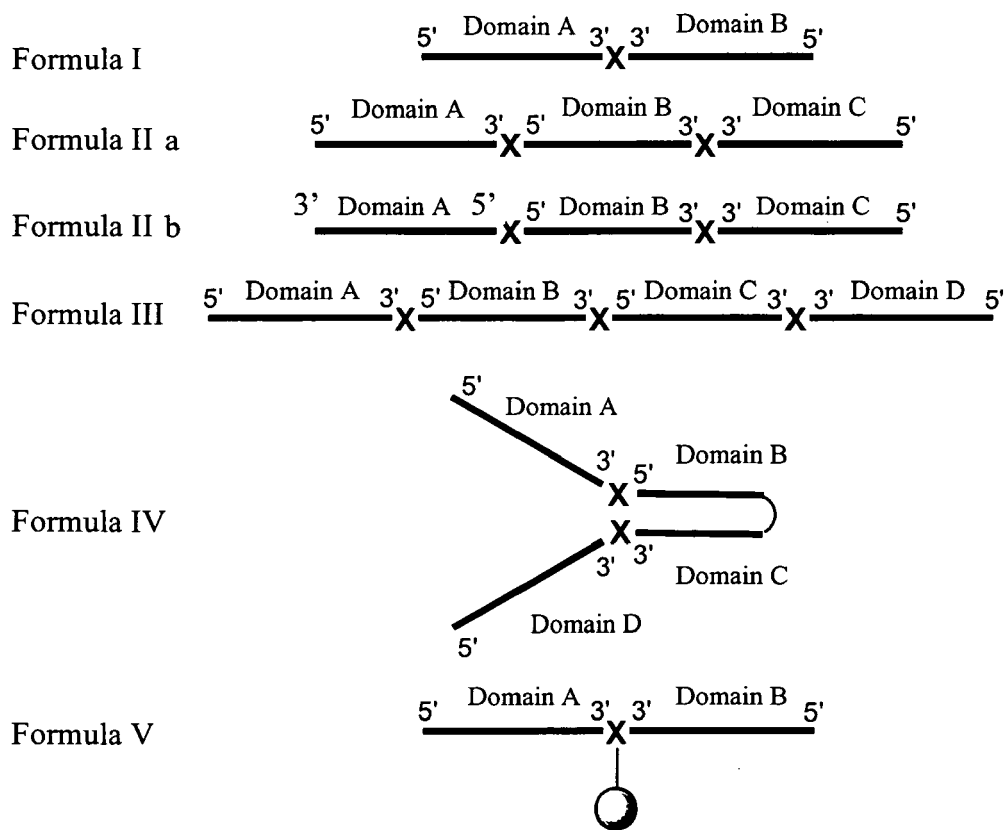 Formula I 5' Domain A 3' X 3' Domain B 5'
Formula II a 5' Domain A 3' X 5' Domain B 3' X 3' Domain C 5'
Formula II b 3’ Domain A 5’ X 5' Domain B 3' X 3' Domain C 5'
Formula III 5' Domain A 3' X 5' Domain B 3' X 5' Domain C 3' X 3' Domain D 5'
5'
Domain A
3' X 5' Domain B
Formula IV
X
3' 3' Domain C
Domain D
5'
Formula V 5' Domain A 3' X 3' Domain B 5'